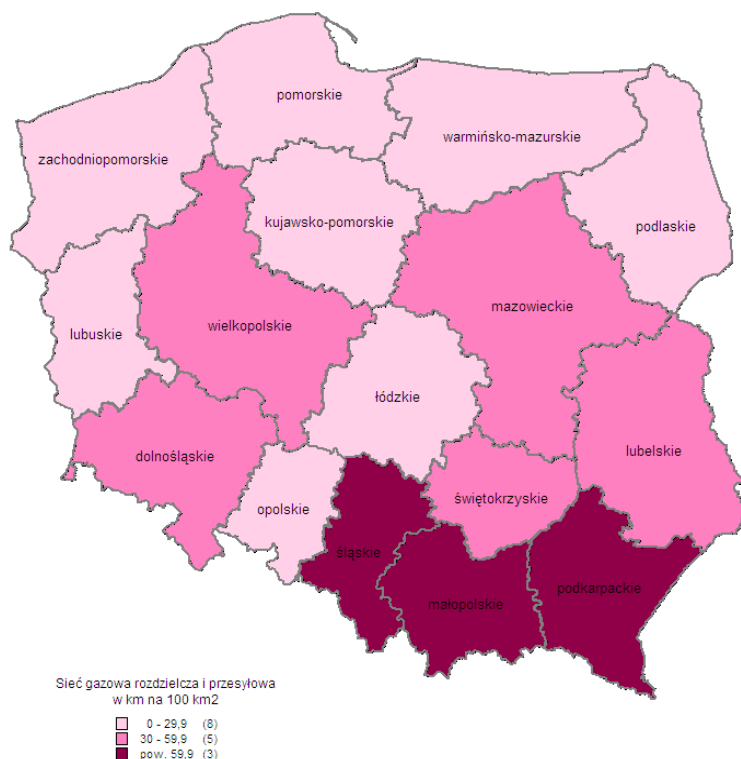 pomorskie
warmińsko-mazurskie
zachodniopomorskie
kujawsko-pomorskie
podlaskie
mazowieckie
wielkopolskie
lubuskie
łódzkie
lubelskie
dolnośląskie
świętokrzyskie
opolskie
śląskie
podkarpackie
małopolskie
Sieć gazowa rozdzielcza i przesyłowa
w km na 100 km2
0 - 29,9 (8)
30 - 59,9 (5)
pow. 59,9 (3)